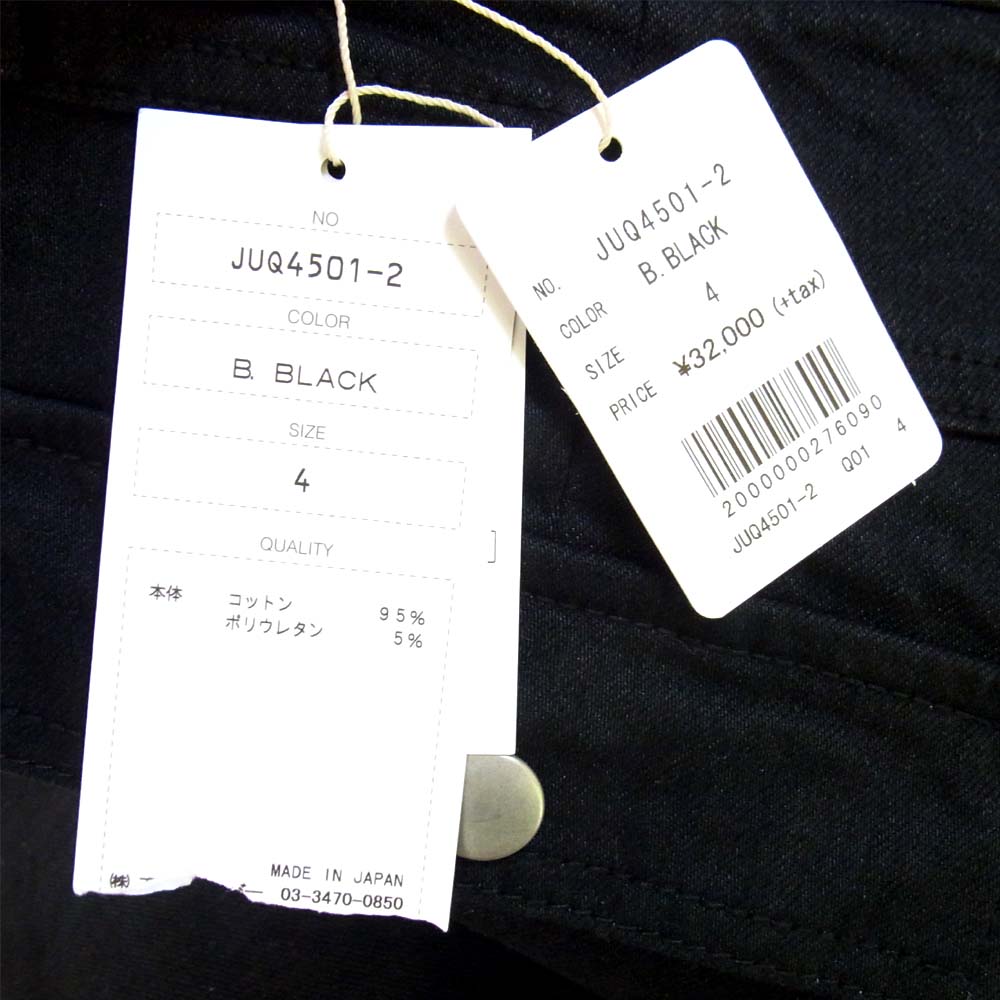 NO
JUQ4501-2
COLOR
B. BLACK
SIZE
4
QUALITY
本体 コットン 95%
ポリウレタン 5%
MADE IN JAPAN
㈱
03-3470-0850
NO. JUQ4501-2
COLOR B. BLACK
SIZE 4
PRICE ¥32,000 (+tax)
2000000276090
JUQ4501-2 Q01 4